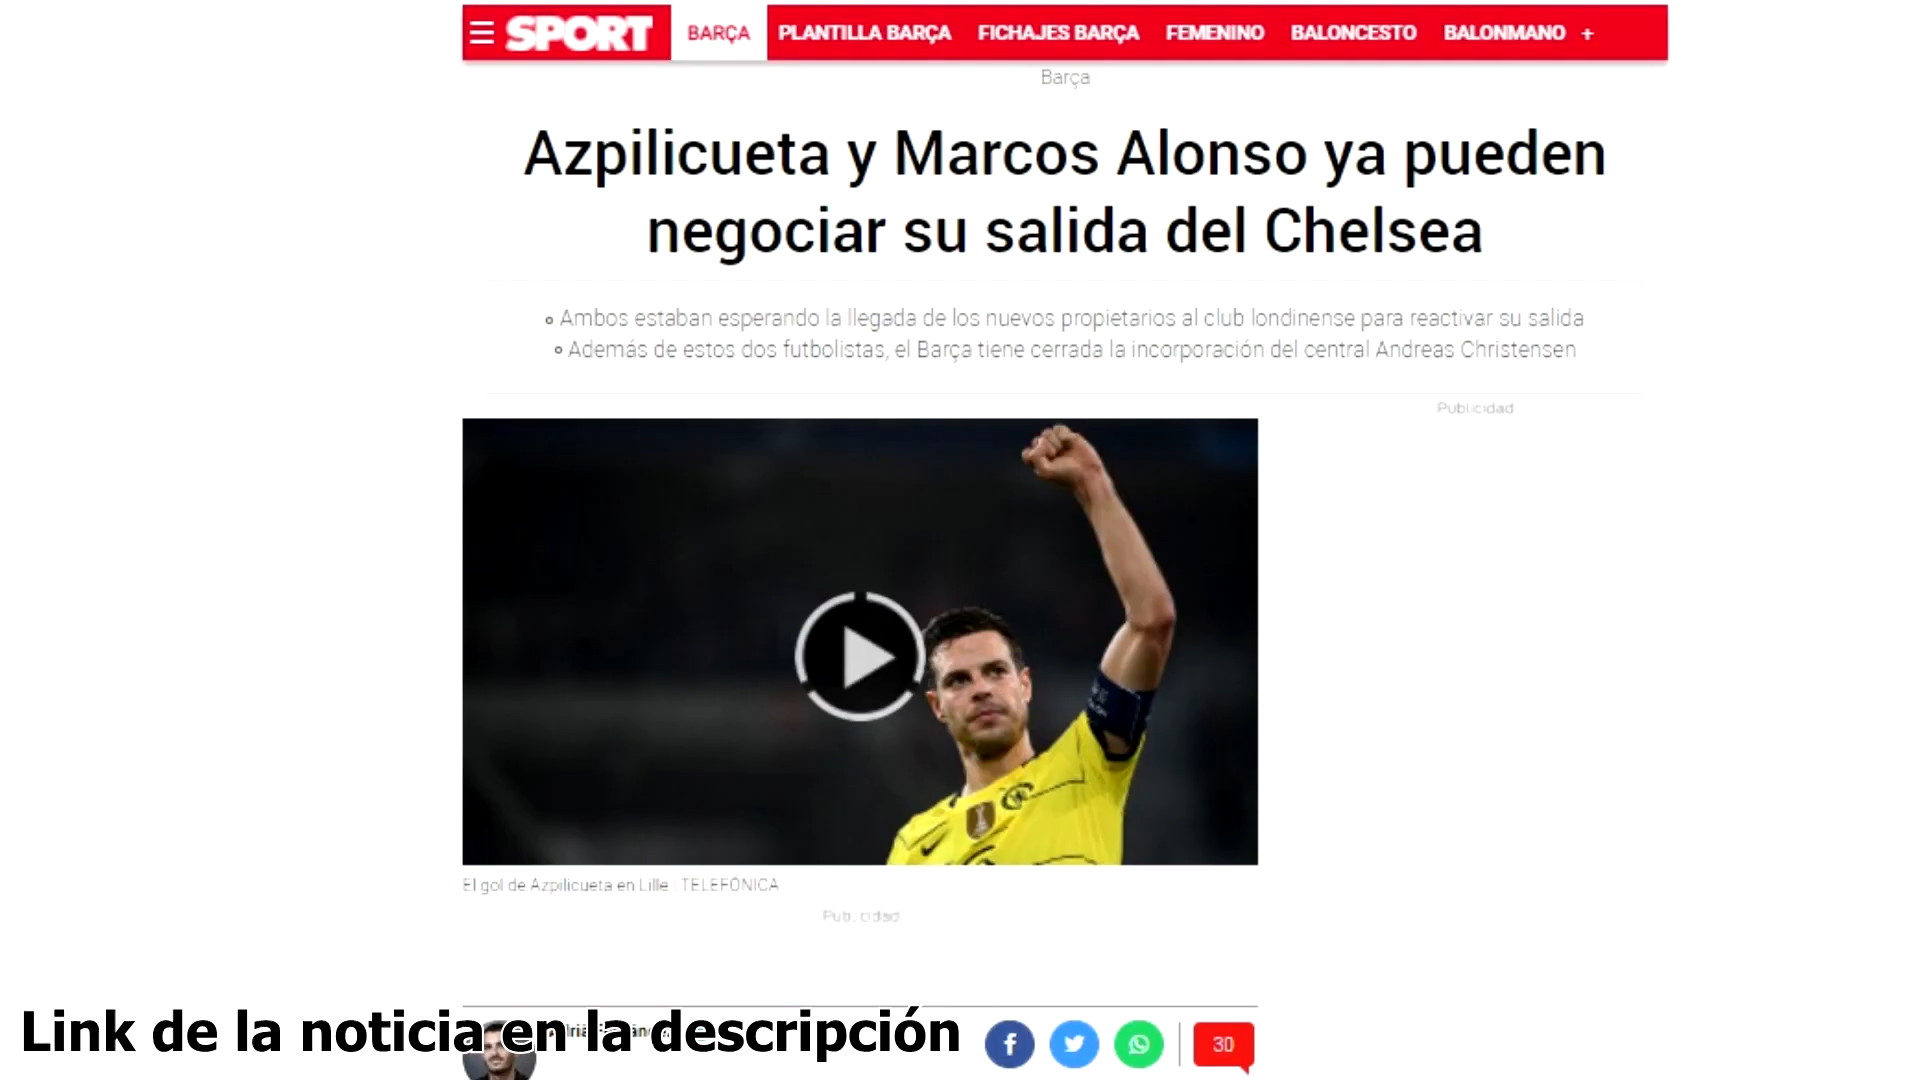 SPORT BARÇA PLANTILLA BARÇA FICHAJES BARÇA FEMENINO BALONCESTO BALONMANO +
Barça
Azpilicueta y Marcos Alonso ya pueden
negociar su salida del Chelsea
Ambos estaban esperando la llegada de los nuevos propietarios al club londinense para reactivar su salida
Además de estos dos futbolistas, el Barça tiene cerrada la incorporación del central Andreas Christensen
Publicidad
El gol de Azpilicueta en Lille | TELEFÓNICA
Publicidad
Link de la noticia en la descripción
30